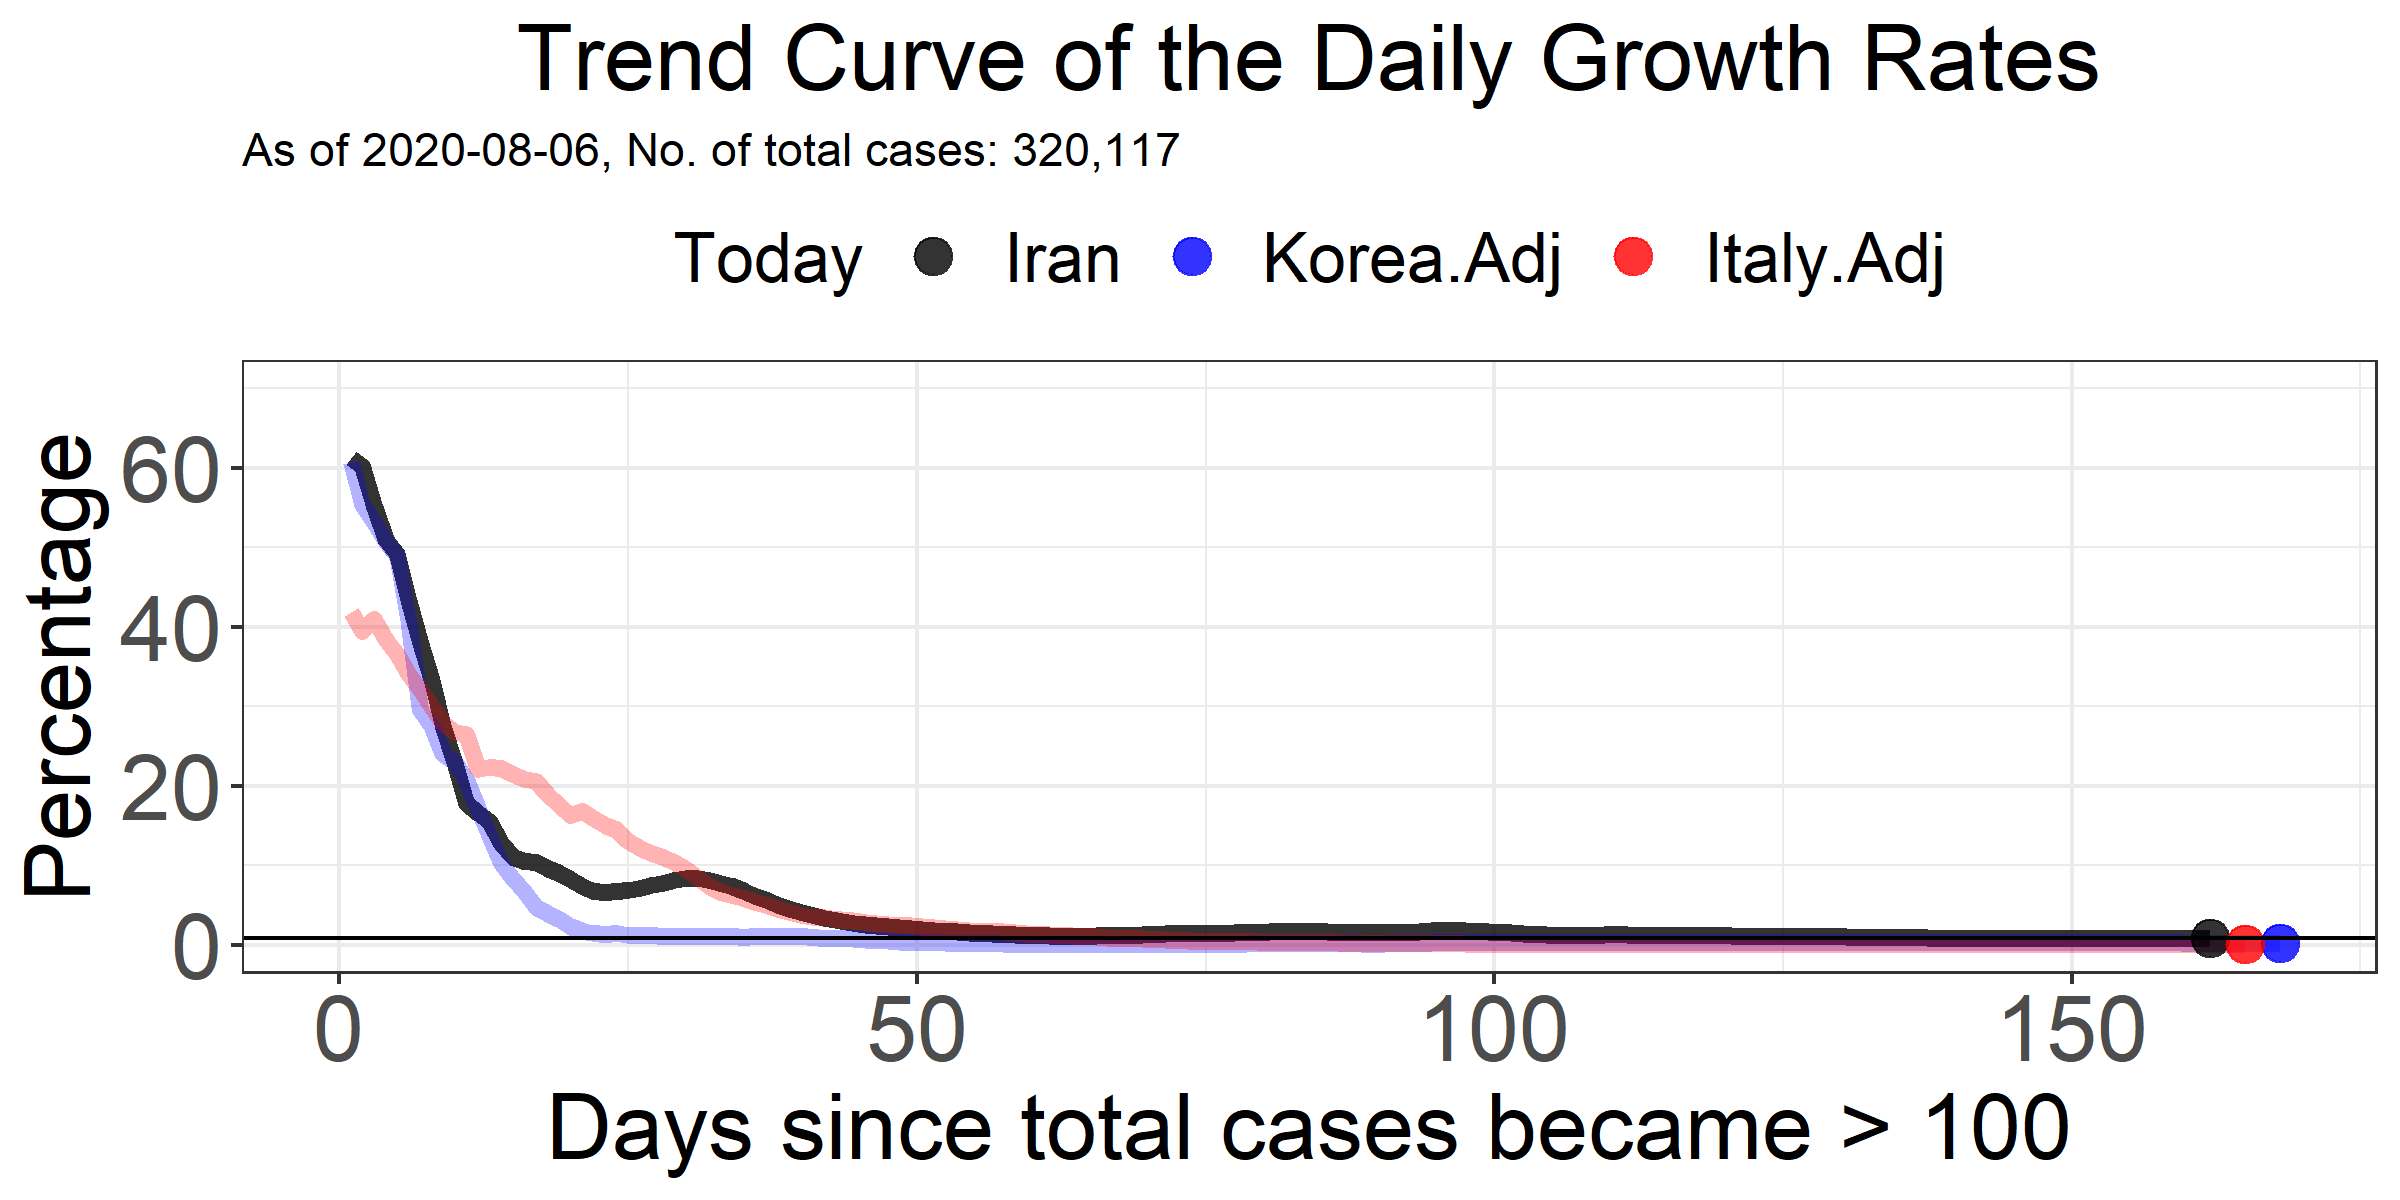 Trend Curve of the Daily Growth Rates
As of 2020-08-06, No. of total cases: 320,117
Today Iran Korea.Adj Italy.Adj
Percentage
60
40
20
0
0 50 100 150
Days since total cases became > 100